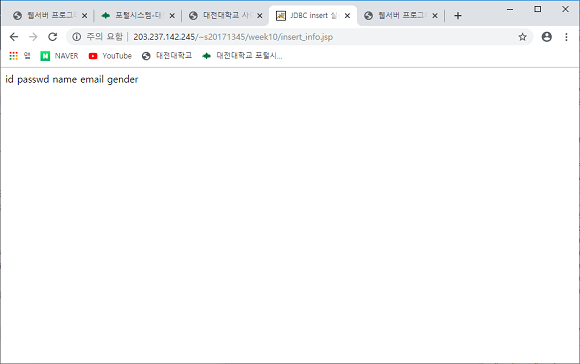 웹서버 프로그래
포털시스템-대
대전대학교 사이
JDBC insert 실
웹서버 프로그래
주의 요함 | 203.237.142.245/~s20171345/week10/insert_info.jsp
앱 NAVER YouTube 대전대학교 대전대학교 포털시...
id passwd name email gender